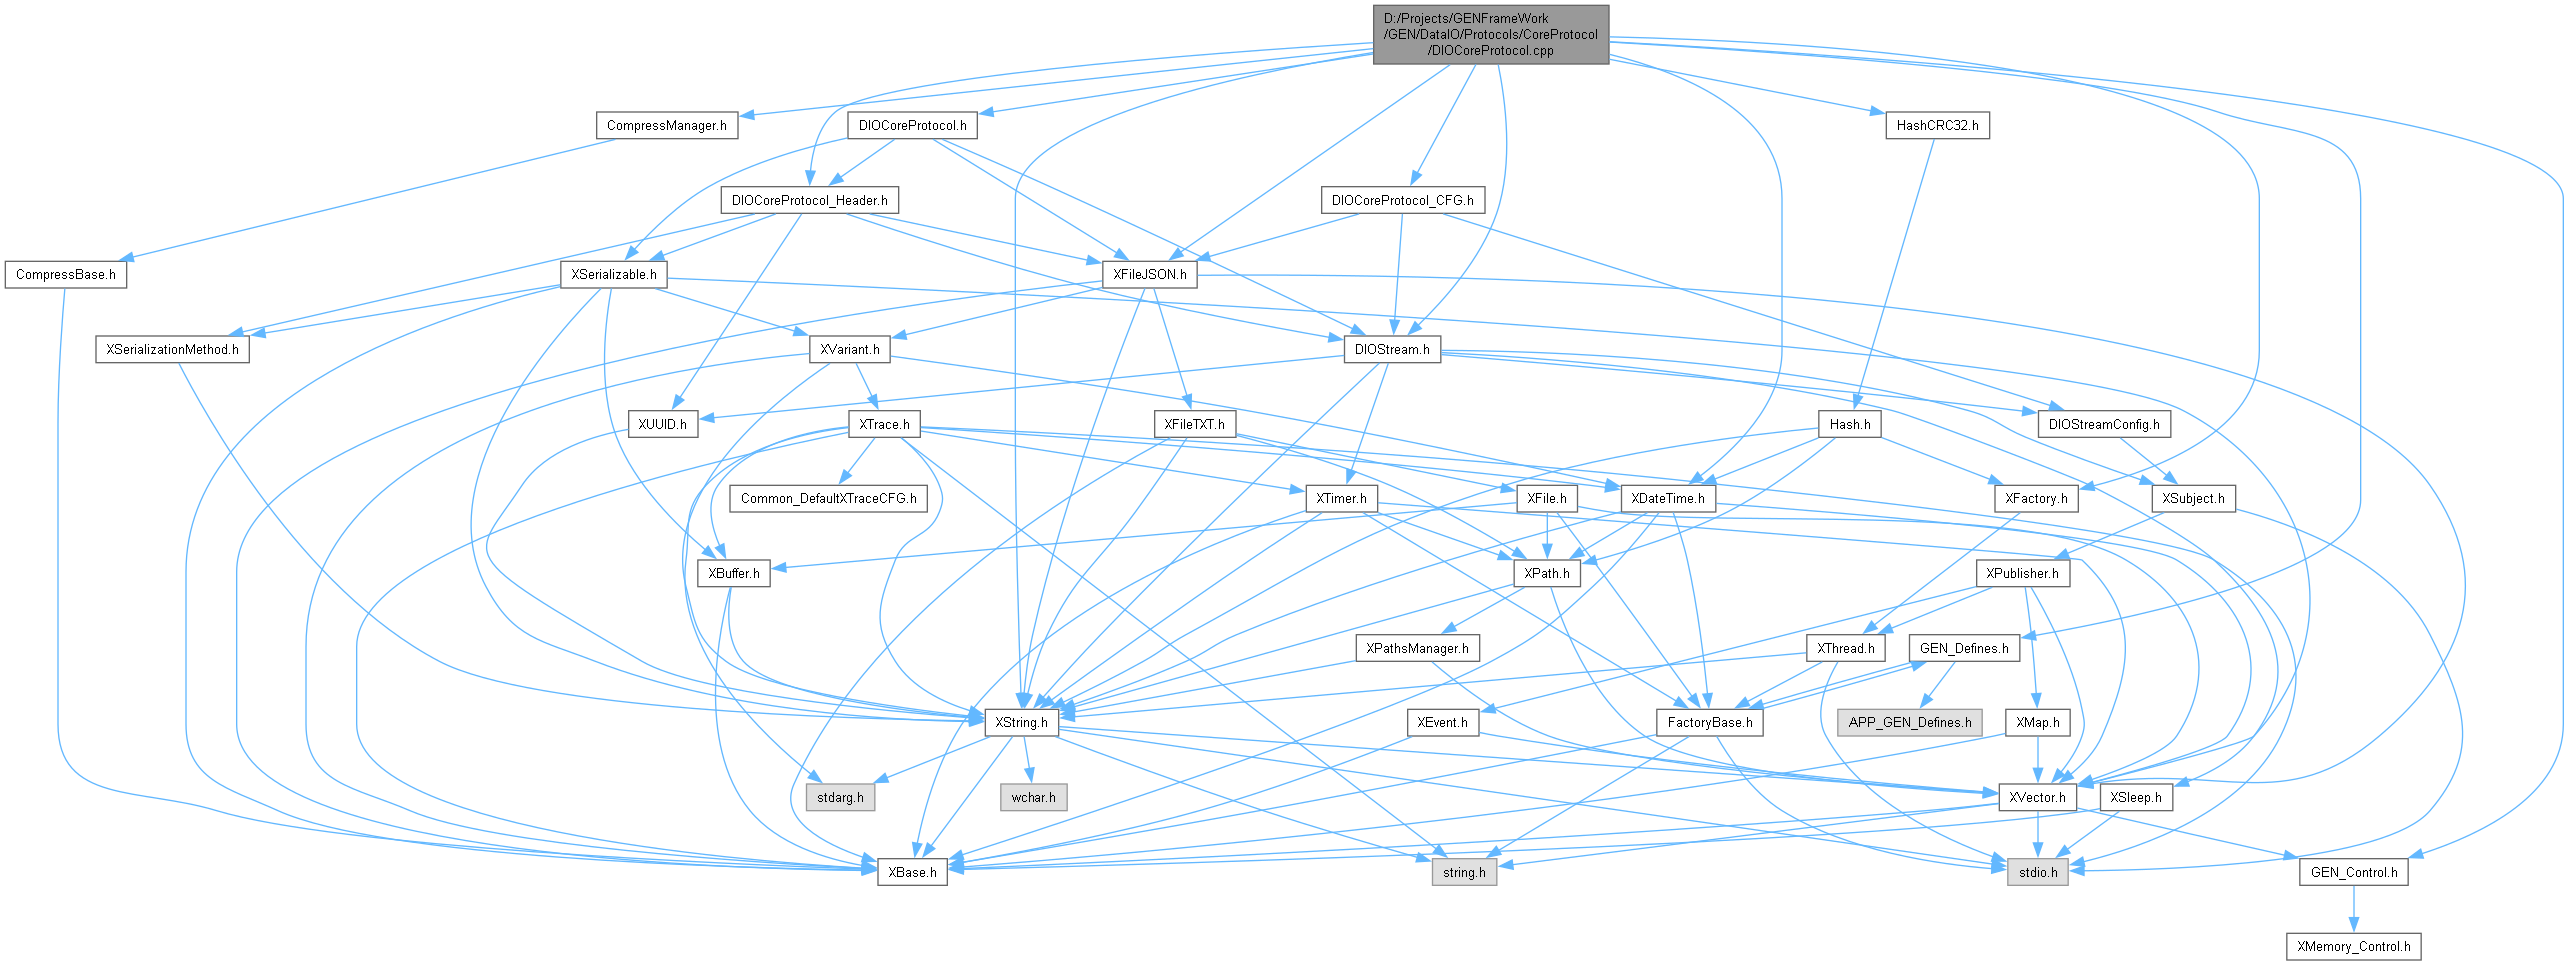 D:/Projects/GENFrameWork
/GEN/DataIO/Protocols/CoreProtocol
/DIOCoreProtocol.cpp
CompressManager.h
DIOCoreProtocol.h
HashCRC32.h
DIOCoreProtocol_Header.h
DIOCoreProtocol_CFG.h
CompressBase.h
XSerializable.h
XFileJSON.h
XSerializationMethod.h
XVariant.h
DIOStream.h
XUUID.h
XTrace.h
XFileTXT.h
Hash.h
DIOStreamConfig.h
Common_DefaultXTraceCFG.h
XTimer.h
XFile.h
XDateTime.h
XFactory.h
XSubject.h
XBuffer.h
XPath.h
XPublisher.h
XPathsManager.h
XThread.h
GEN_Defines.h
XString.h
XEvent.h
FactoryBase.h
APP_GEN_Defines.h
XMap.h
stdarg.h
wchar.h
XVector.h
XSleep.h
XBase.h
string.h
stdio.h
GEN_Control.h
XMemory_Control.h